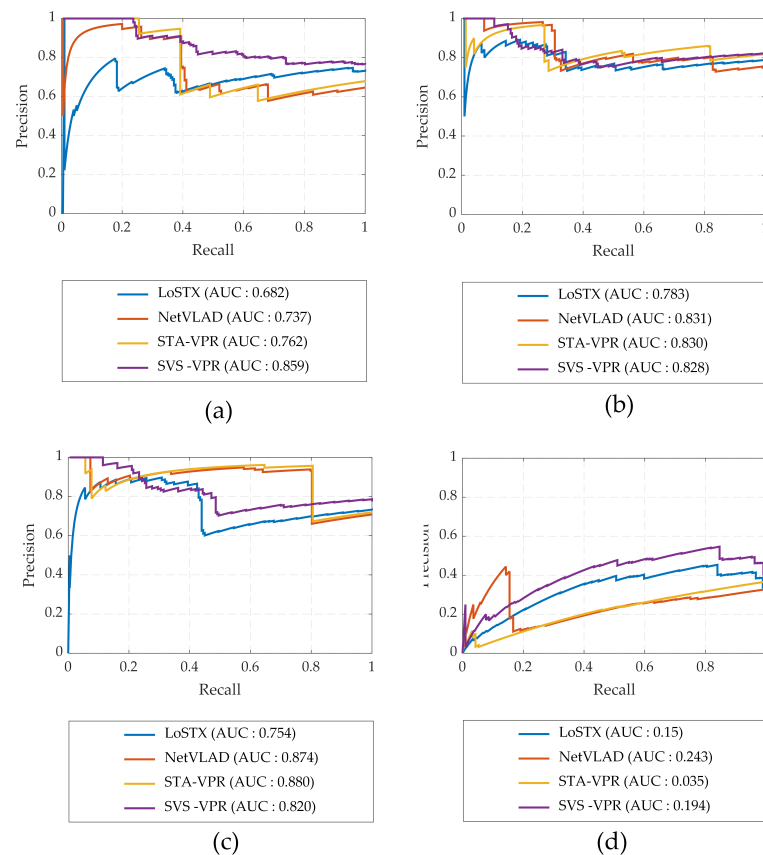 1
0.8
0.6
0.4
0.2
0
Precision
0 0.2 0.4 0.6 0.8 1
Recall
LoSTX (AUC : 0.682)
NetVLAD (AUC : 0.737)
STA-VPR (AUC : 0.762)
SVS -VPR (AUC : 0.859)
(a)
1
0.8
0.6
0.4
0.2
0
Precision
0 0.2 0.4 0.6 0.8 1
Recall
LoSTX (AUC : 0.783)
NetVLAD (AUC : 0.831)
STA-VPR (AUC : 0.830)
SVS -VPR (AUC : 0.828)
(b)
1
0.8
0.6
0.4
0.2
0
Precision
0 0.2 0.4 0.6 0.8 1
Recall
LoSTX (AUC : 0.754)
NetVLAD (AUC : 0.874)
STA-VPR (AUC : 0.880)
SVS -VPR (AUC : 0.820)
(c)
1
0.8
0.6
0.4
0.2
0
Precision
0 0.2 0.4 0.6 0.8
Recall
LoSTX (AUC : 0.15)
NetVLAD (AUC : 0.243)
STA-VPR (AUC : 0.035)
SVS -VPR (AUC : 0.194)
(d)